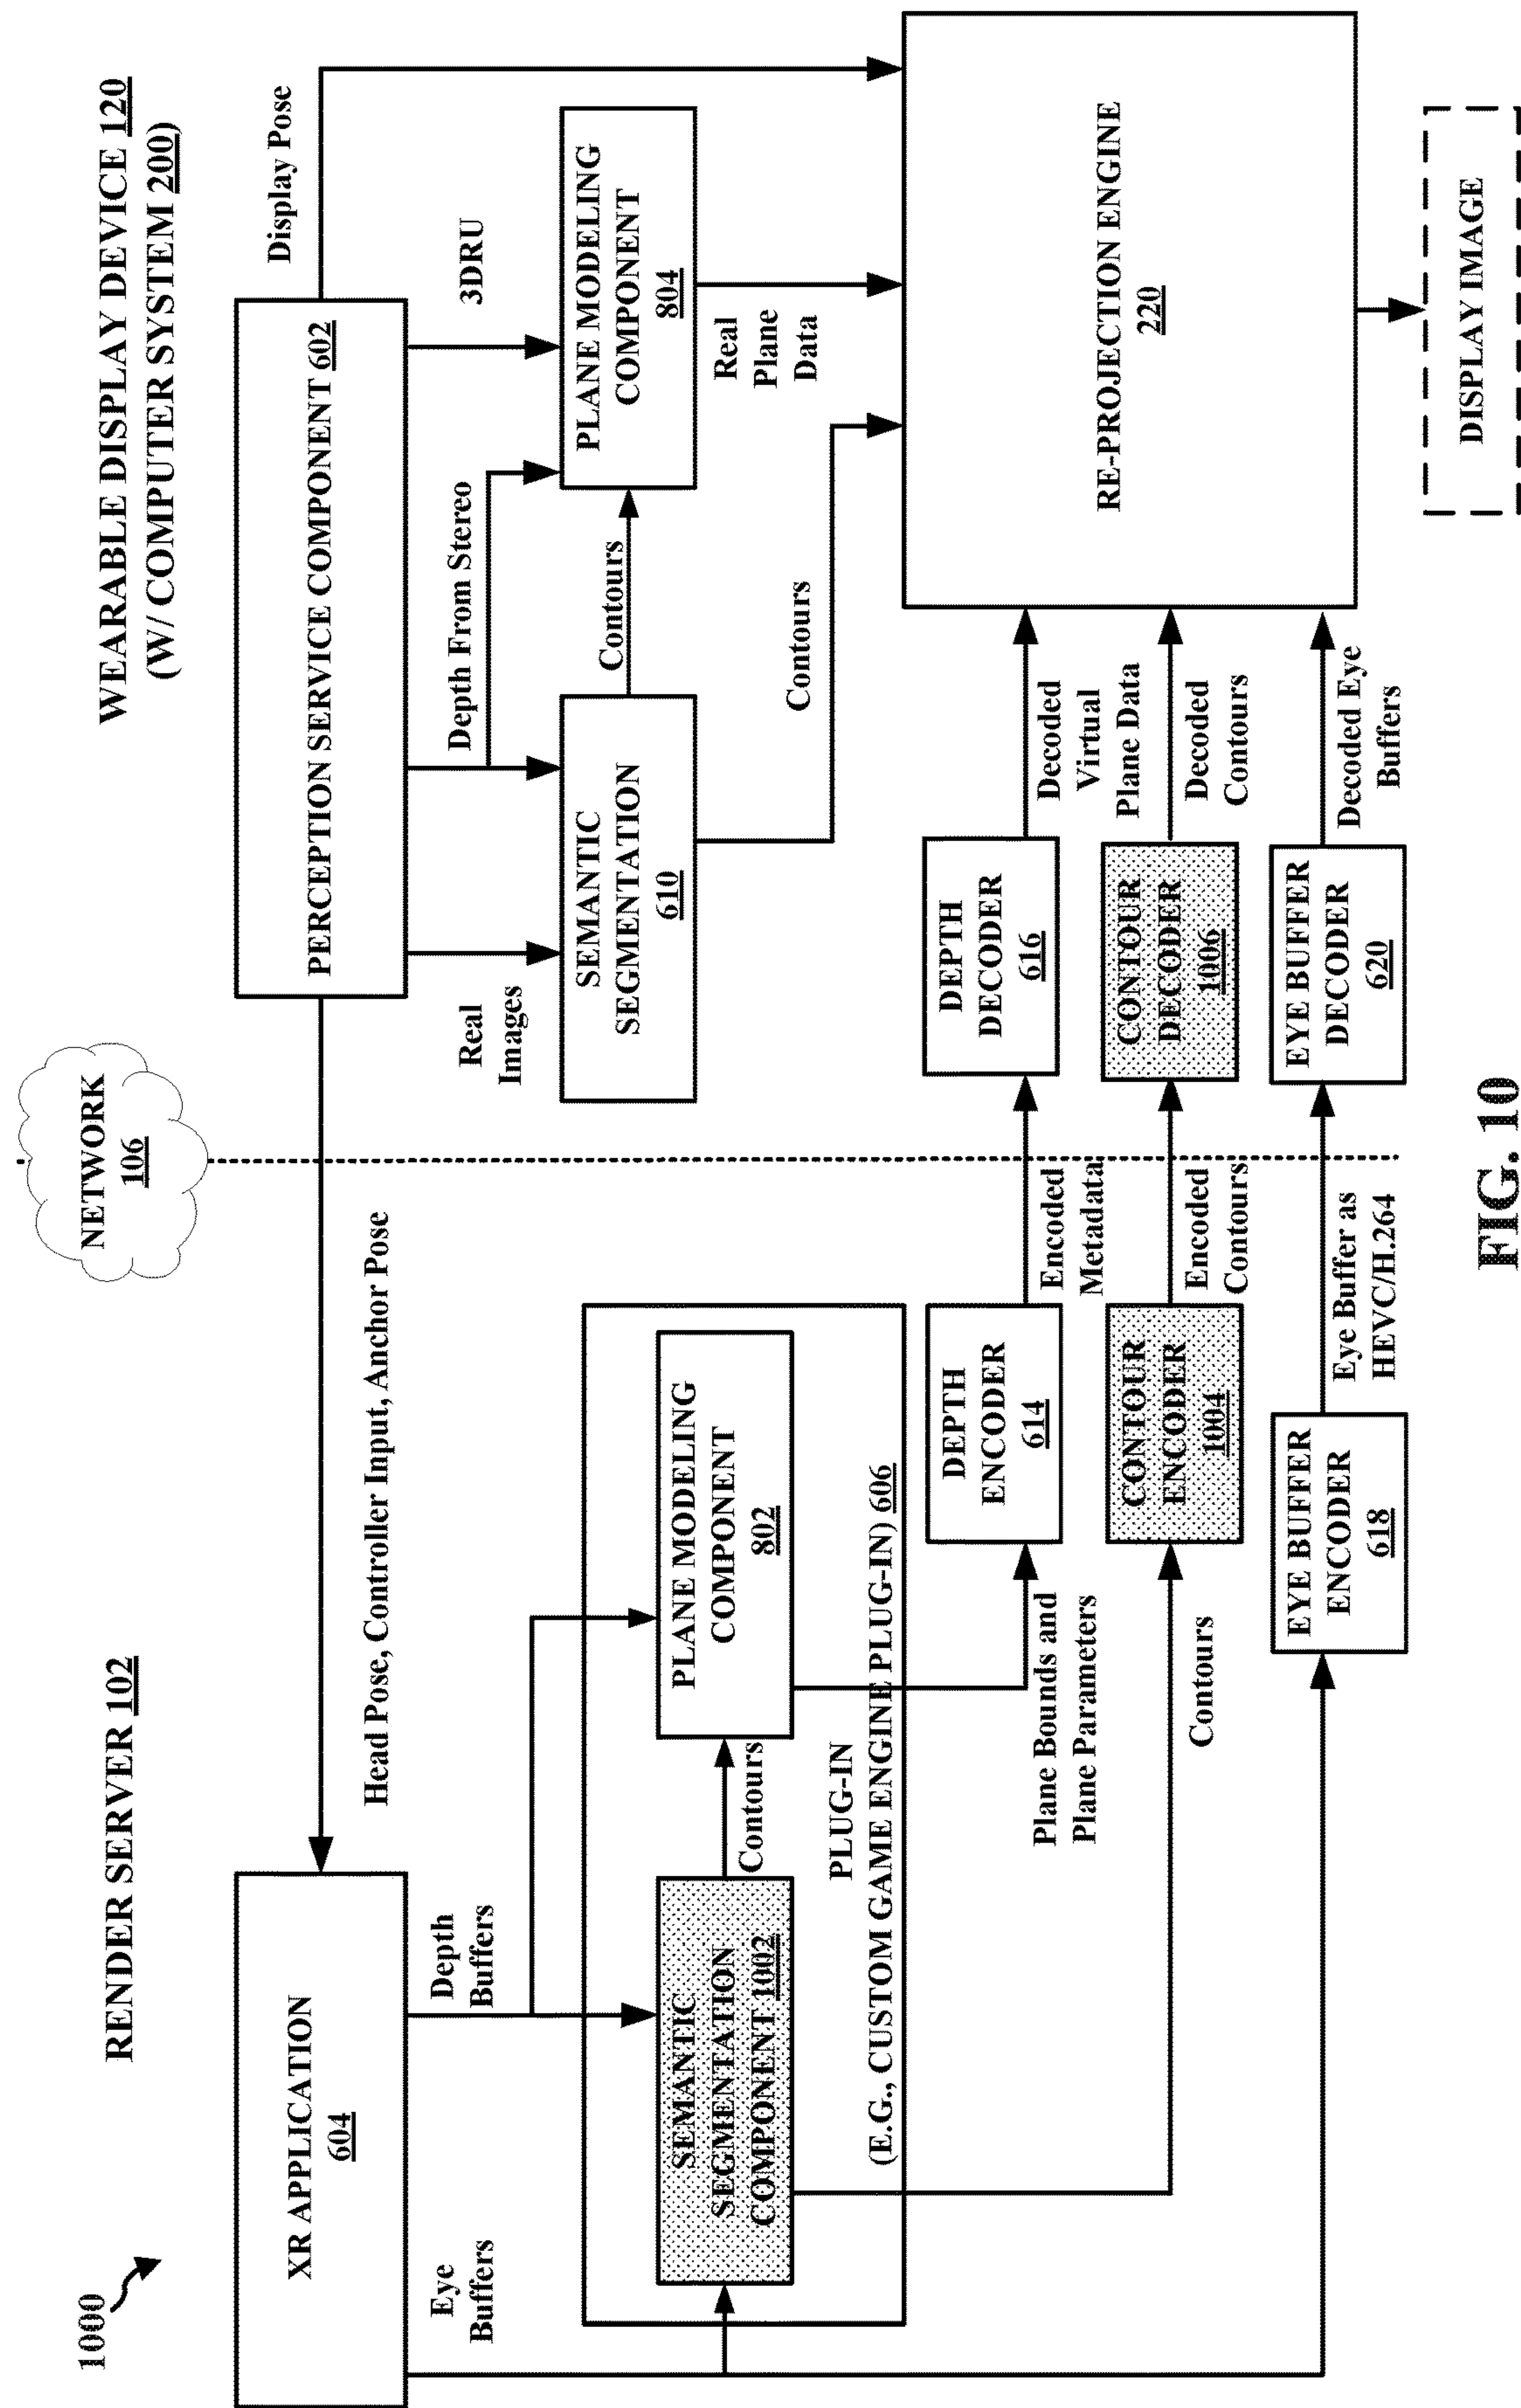 1000
RENDER SERVER 102
NETWORK
106
WEARABLE DISPLAY DEVICE 120
(W/ COMPUTER SYSTEM 200)
XR APPLICATION
604
Head Pose, Controller Input, Anchor Pose
PERCEPTION SERVICE COMPONENT 602
Display Pose
Eye
Buffers
Depth
Buffers
Real
Images
Depth From Stereo
3DRU
SEMANTIC
SEGMENTATION
COMPONENT 1002
Contours
PLANE MODELING
COMPONENT
802
SEMANTIC
SEGMENTATION
610
Contours
PLANE MODELING
COMPONENT
804
PLUG-IN
(E.G., CUSTOM GAME ENGINE PLUG-IN) 606
Contours
Real
Plane
Data
Plane Bounds and
Plane Parameters
DEPTH
ENCODER
614
Encoded
Metadata
DEPTH
DECODER
616
Decoded
Virtual
Plane Data
RE-PROJECTION ENGINE
220
Contours
CONTOUR
ENCODER
1004
Encoded
Contours
CONTOUR
DECODER
1006
Decoded
Contours
EYE BUFFER
ENCODER
618
Eye Buffer as
HEVC/H.264
EYE BUFFER
DECODER
620
Decoded Eye
Buffers
DISPLAY IMAGE
FIG. 10